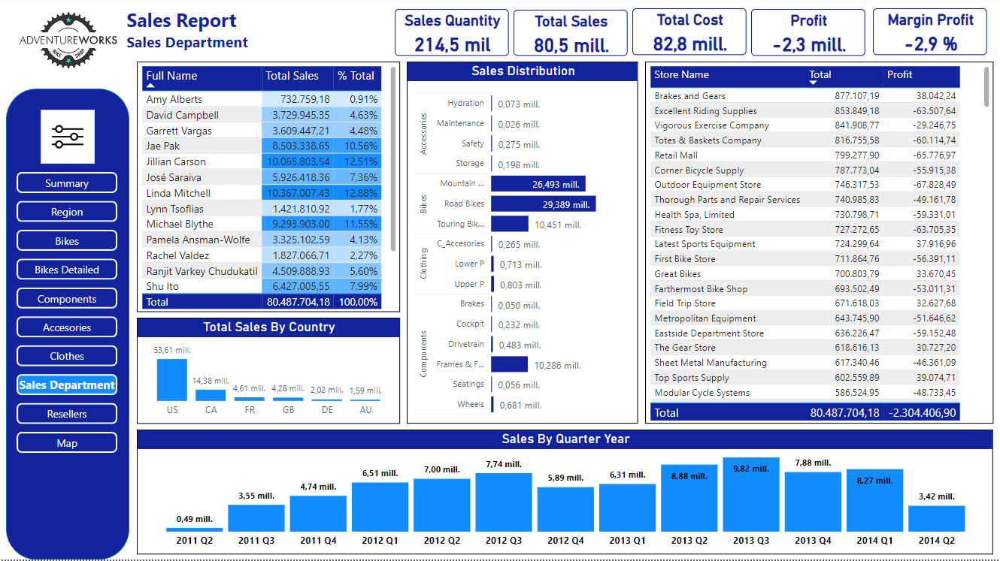 ADVENTUREWORKS
BIKE SHOP
Sales Report
Sales Department
Sales Quantity
214,5 mil
Total Sales
80,5 mill.
Total Cost
82,8 mill.
Profit
-2,3 mill.
Margin Profit
-2,9 %
Summary
Region
Bikes
Bikes Detailed
Components
Accesories
Clothes
Sales Department
Resellers
Map
Full Name Total Sales % Total
Amy Alberts 732.759,18 0,91%
David Campbell 3.729.945,35 4,63%
Garrett Vargas 3.609.447,21 4,48%
Jae Pak 8.503.338,65 10,56%
Jillian Carson 10.065.803,54 12,51%
José Saraiva 5.926.418,36 7,36%
Linda Mitchell 10.367.007,43 12,88%
Lynn Tsoflias 1.421.810,92 1,77%
Michael Blythe 9.293.903,00 11,55%
Pamela Ansman-Wolfe 3.325.102,59 4,13%
Rachel Valdez 1.827.066,71 2,27%
Ranjit Varkey Chudukatil 4.509.888,93 5,60%
Shu Ito 6.427.005,55 7,99%
Total 80.487.704,18 100,00%
Total Sales By Country
53,61 mill.
14,38 mill.
4,61 mill.
4,28 mill.
2,02 mill.
1,59 mill.
US CA FR GB DE AU
Sales Distribution
Accessories
Hydration 0,073 mill.
Maintenance 0,026 mill.
Safety 0,275 mill.
Storage 0,198 mill.
Bikes
Mountain ... 26,493 mill.
Road Bikes 29,389 mill.
Touring Bik... 10,451 mill.
Clothing
C_Accesories 0,265 mill.
Lower P 0,713 mill.
Upper P 0,803 mill.
Components
Brakes 0,050 mill.
Cockpit 0,232 mill.
Drivetrain 0,483 mill.
Frames & F... 10,286 mill.
Seatings 0,056 mill.
Wheels 0,681 mill.
Store Name Total Profit
Brakes and Gears 877.107,19 38.042,24
Excellent Riding Supplies 853.849,18 -63.507,64
Vigorous Exercise Company 841.908,77 -29.246,75
Totes & Baskets Company 816.755,58 -60.114,74
Retail Mall 799.277,90 -65.776,97
Corner Bicycle Supply 787.773,04 -55.915,38
Outdoor Equipment Store 746.317,53 -67.828,49
Thorough Parts and Repair Services 740.985,83 -49.161,78
Health Spa, Limited 730.798,71 -59.331,01
Fitness Toy Store 727.272,65 -63.705,35
Latest Sports Equipment 724.299,64 37.916,96
First Bike Store 711.864,76 -56.391,11
Great Bikes 700.803,79 33.670,45
Farthermost Bike Shop 693.502,49 -53.011,31
Field Trip Store 671.618,03 32.627,68
Metropolitan Equipment 643.745,90 -51.646,62
Eastside Department Store 636.226,47 -59.152,48
The Gear Store 618.616,13 30.727,20
Sheet Metal Manufacturing 617.340,46 -46.361,09
Top Sports Supply 602.559,89 39.074,71
Modular Cycle Systems 586.524,95 -48.733,45
Total 80.487.704,18 -2.304.406,90
Sales By Quarter Year
0,49 mill.
3,55 mill.
4,74 mill.
6,51 mill.
7,00 mill.
7,74 mill.
5,89 mill.
6,31 mill.
8,88 mill.
9,82 mill.
7,88 mill.
8,27 mill.
3,42 mill.
2011 Q2 2011 Q3 2011 Q4 2012 Q1 2012 Q2 2012 Q3 2012 Q4 2013 Q1 2013 Q2 2013 Q3 2013 Q4 2014 Q1 2014 Q2